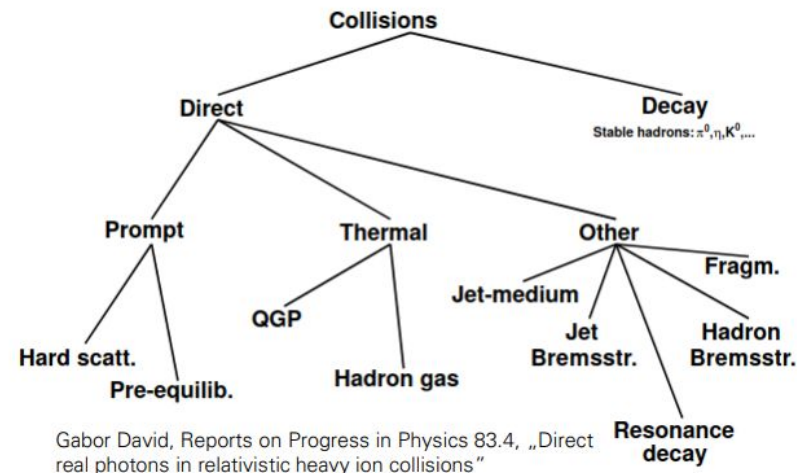 Collisions
Direct
Decay
Stable hadrons: π⁰,η,K⁰,...
Prompt
Thermal
Other
Fragm.
Jet-medium
QGP
Jet
Bremsstr.
Hadron
Bremsstr.
Hard scatt.
Pre-equilib.
Hadron gas
Resonance
decay
Gabor David, Reports on Progress in Physics 83.4, „Direct
real photons in relativistic heavy ion collisions“